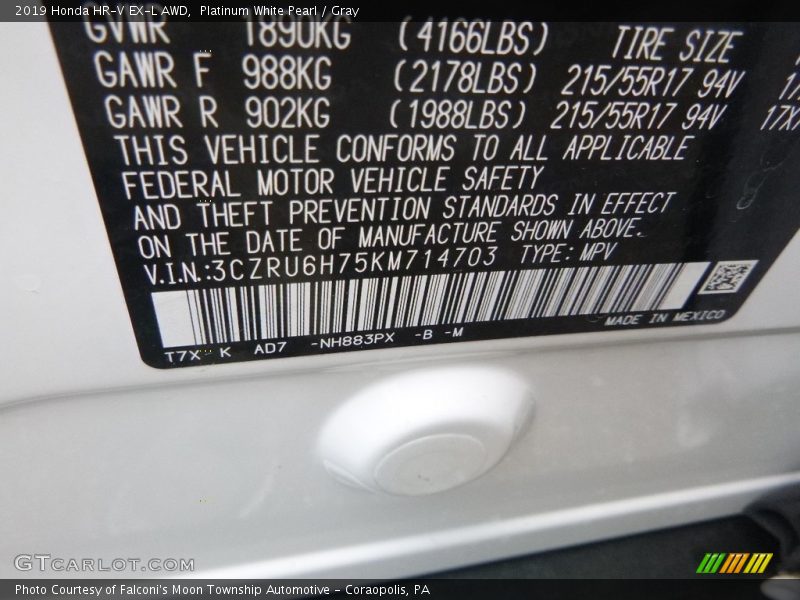 2019 Honda HR-V EX-L AWD,  Platinum White Pearl / Gray
GVWR 1890KG (4166LBS) TIRE SIZE
GAWR F 988KG (2178LBS) 215/55R17 94V
GAWR R 902KG (1988LBS) 215/55R17 94V
THIS VEHICLE CONFORMS TO ALL APPLICABLE
FEDERAL MOTOR VEHICLE SAFETY
AND THEFT PREVENTION STANDARDS IN EFFECT
ON THE DATE OF MANUFACTURE SHOWN ABOVE.
V.I.N.:3CZRU6H75KM714703 TYPE: MPV
T7X K AD7 -NH883PX -B -M MADE IN MEXICO
GTCARLOT.COM
Photo Courtesy of Falconi's Moon Township Automotive - Coraopolis, PA